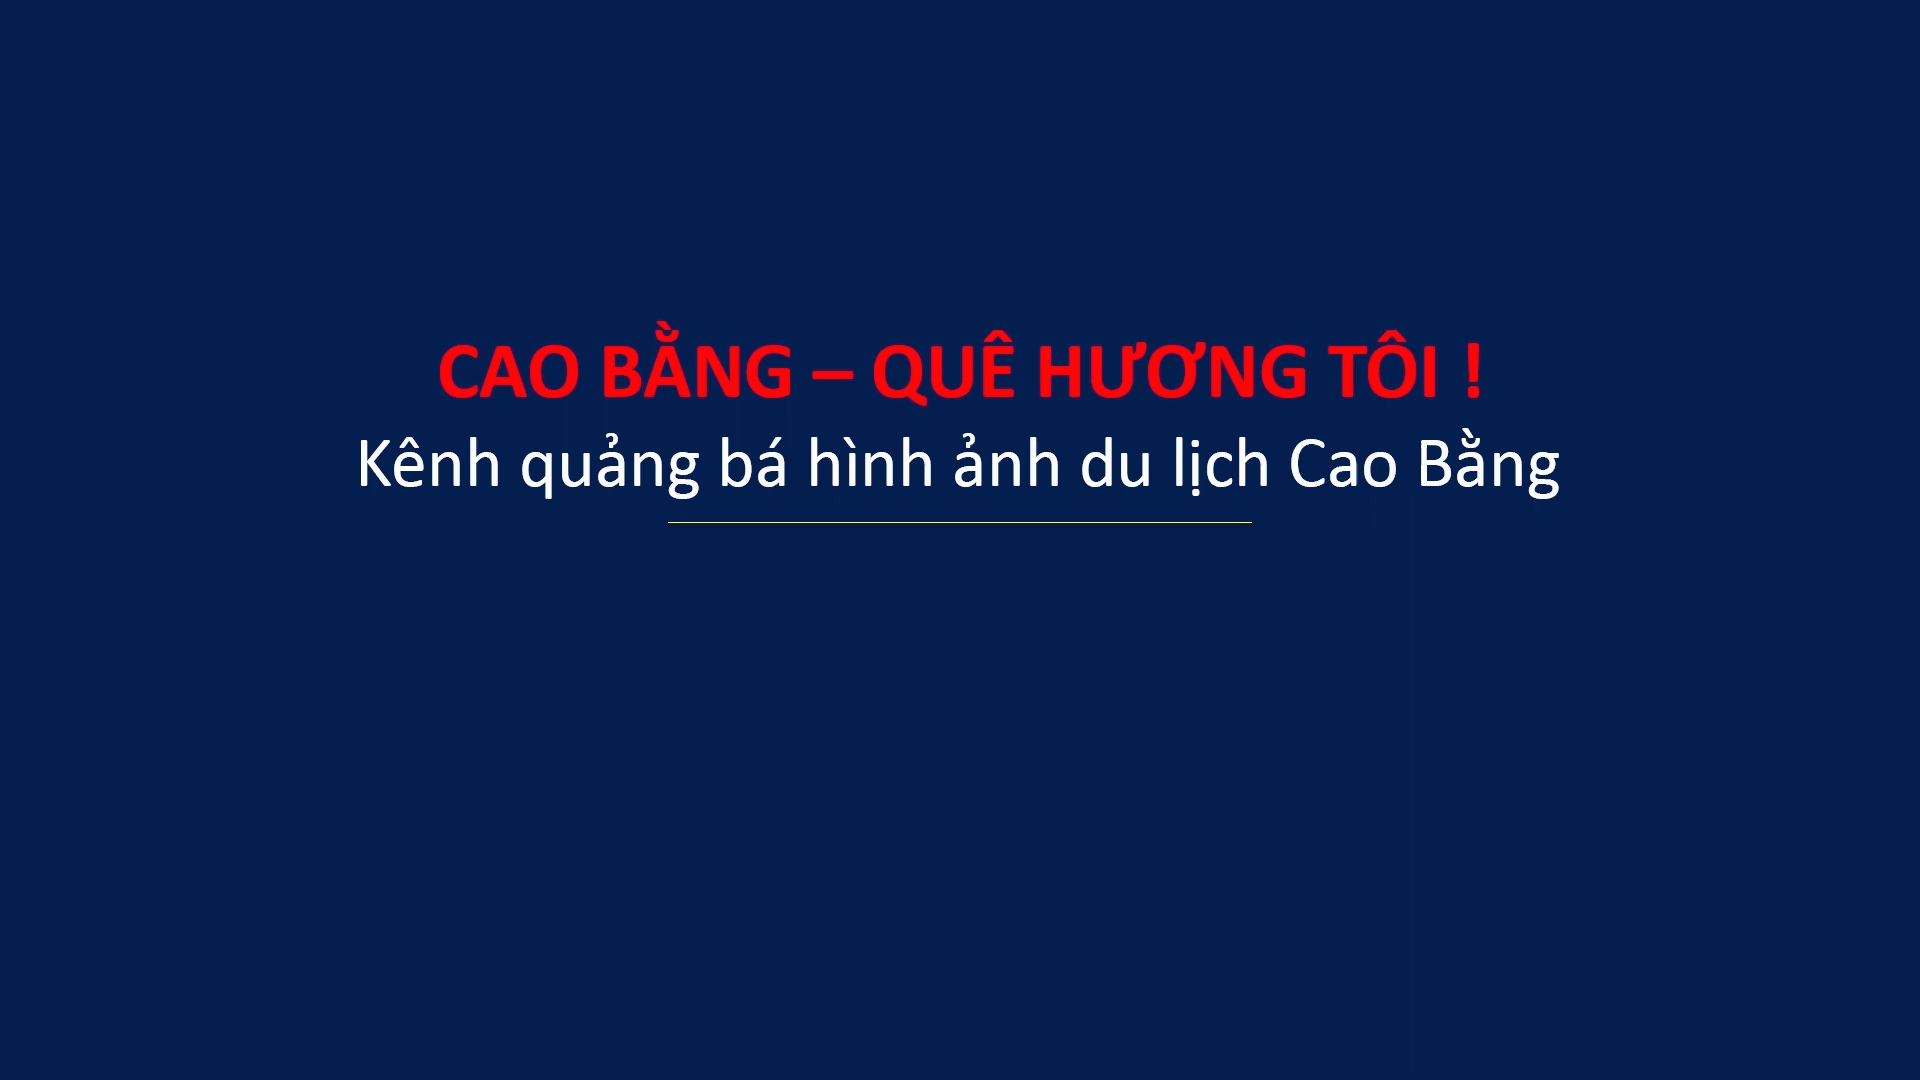 CAO BẰNG – QUÊ HƯƠNG TÔI !
Kênh quảng bá hình ảnh du lịch Cao Bằng